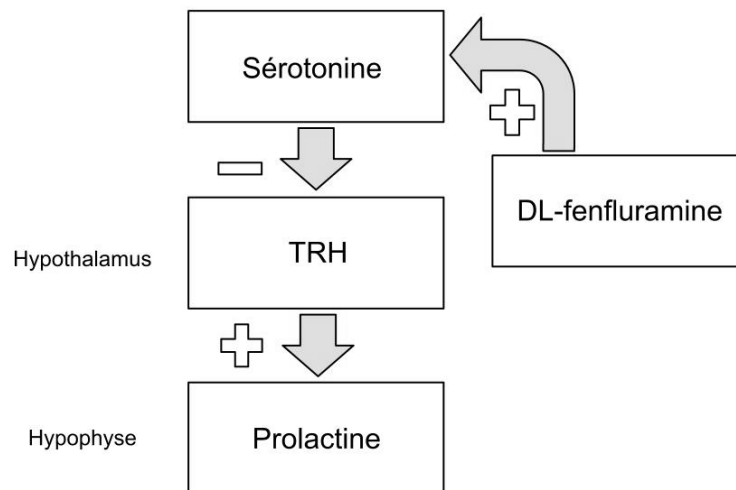 Sérotonine
DL-fenfluramine
Hypothalamus
TRH
Hypophyse
Prolactine